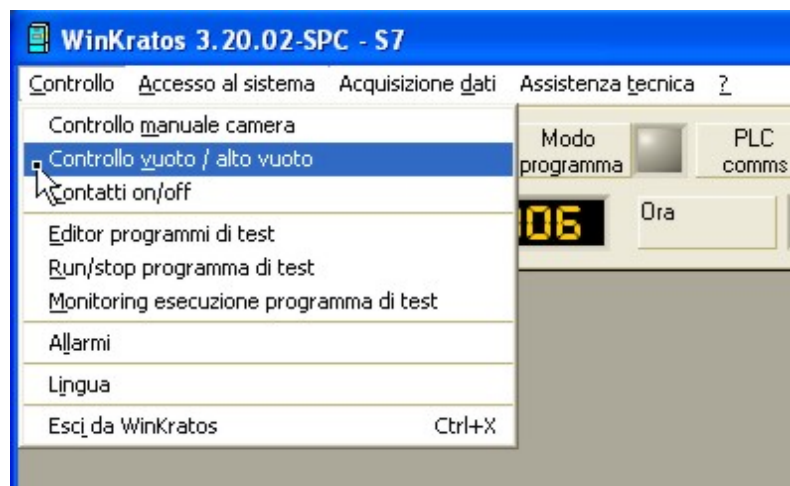 WinKratos 3.20.02-SPC - S7
Controllo Accesso al sistema Acquisizione dati Assistenza tecnica ?
Controllo manuale camera
Controllo vuoto / alto vuoto
Contatti on/off
Editor programmi di test
Run/stop programma di test
Monitoring esecuzione programma di test
Allarmi
Lingua
Esci da WinKratos Ctrl+X
Modo
programma
PLC
comms
006
Ora